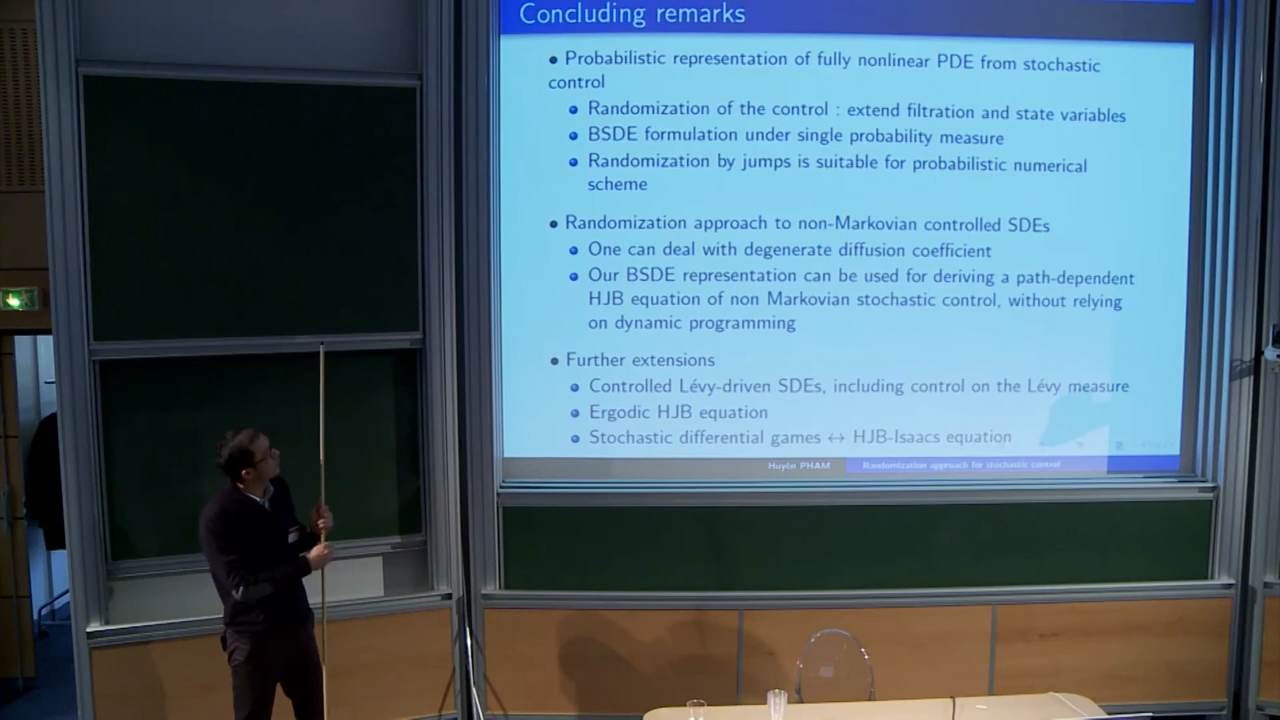 Concluding remarks
• Probabilistic representation of fully nonlinear PDE from stochastic
control
• Randomization of the control : extend filtration and state variables
• BSDE formulation under single probability measure
• Randomization by jumps is suitable for probabilistic numerical
scheme
• Randomization approach to non-Markovian controlled SDEs
• One can deal with degenerate diffusion coefficient
• Our BSDE representation can be used for deriving a path-dependent
HJB equation of non Markovian stochastic control, without relying
on dynamic programming
• Further extensions
• Controlled Lévy-driven SDEs, including control on the Lévy measure
• Ergodic HJB equation
• Stochastic differential games ↔ HJB-Isaacs equation
Huyên PHAM Randomization approach for stochastic control